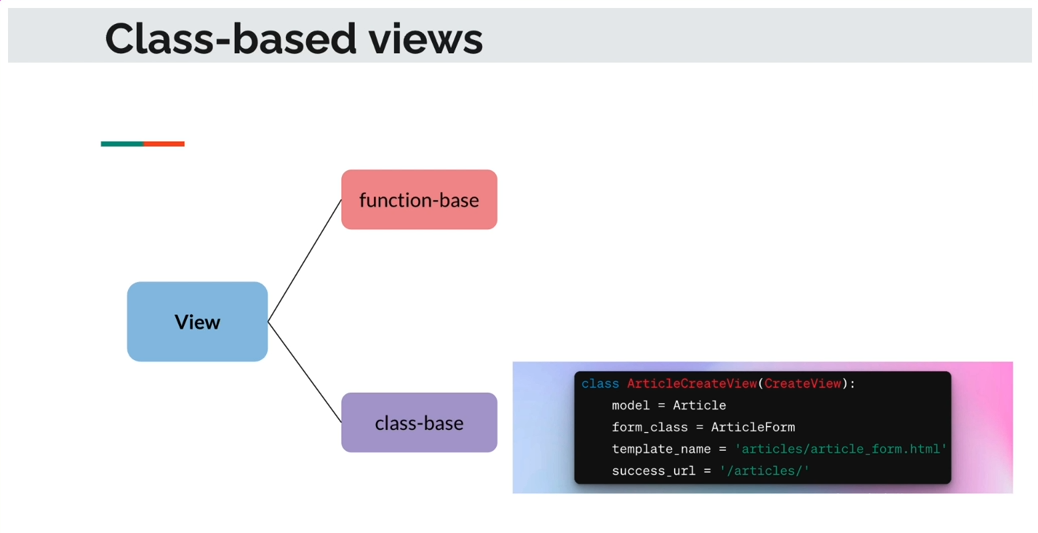 Class-based views
function-base
View
class-base
class ArticleCreateView(CreateView):
    model = Article
    form_class = ArticleForm
    template_name = 'articles/article_form.html'
    success_url = '/articles/'